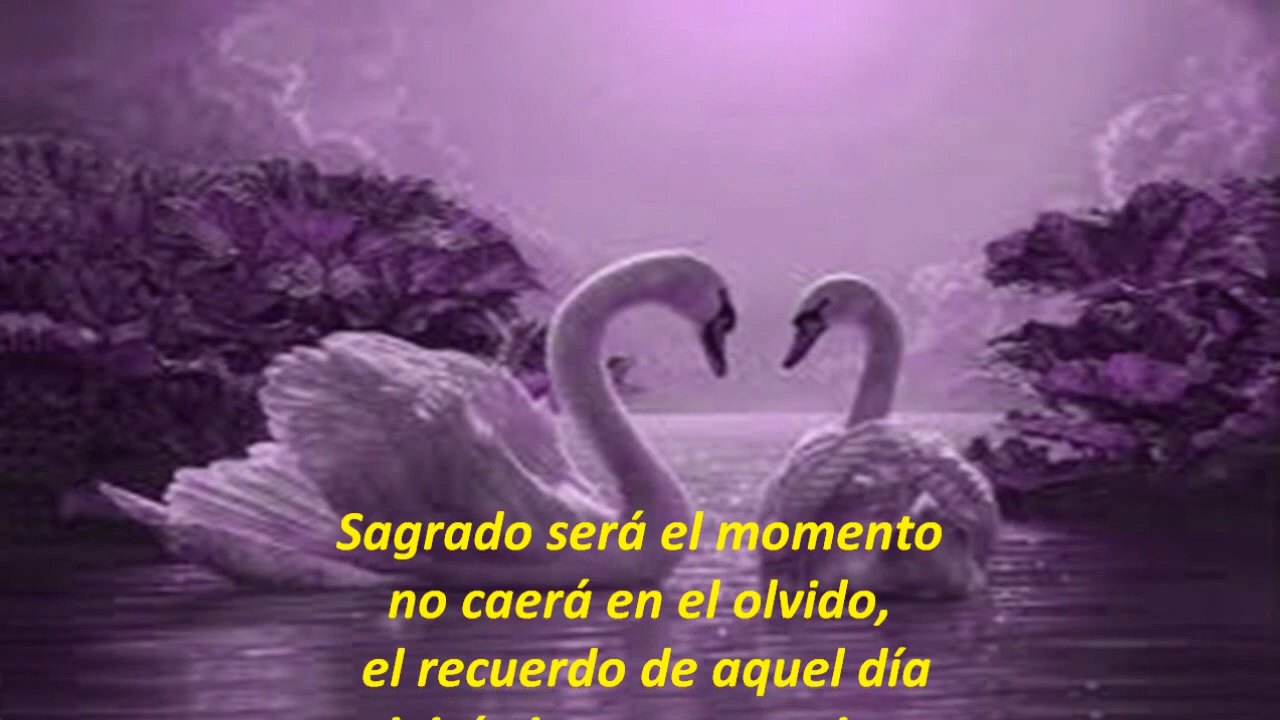 Sagrado será el momento
no caerá en el olvido,
el recuerdo de aquel día